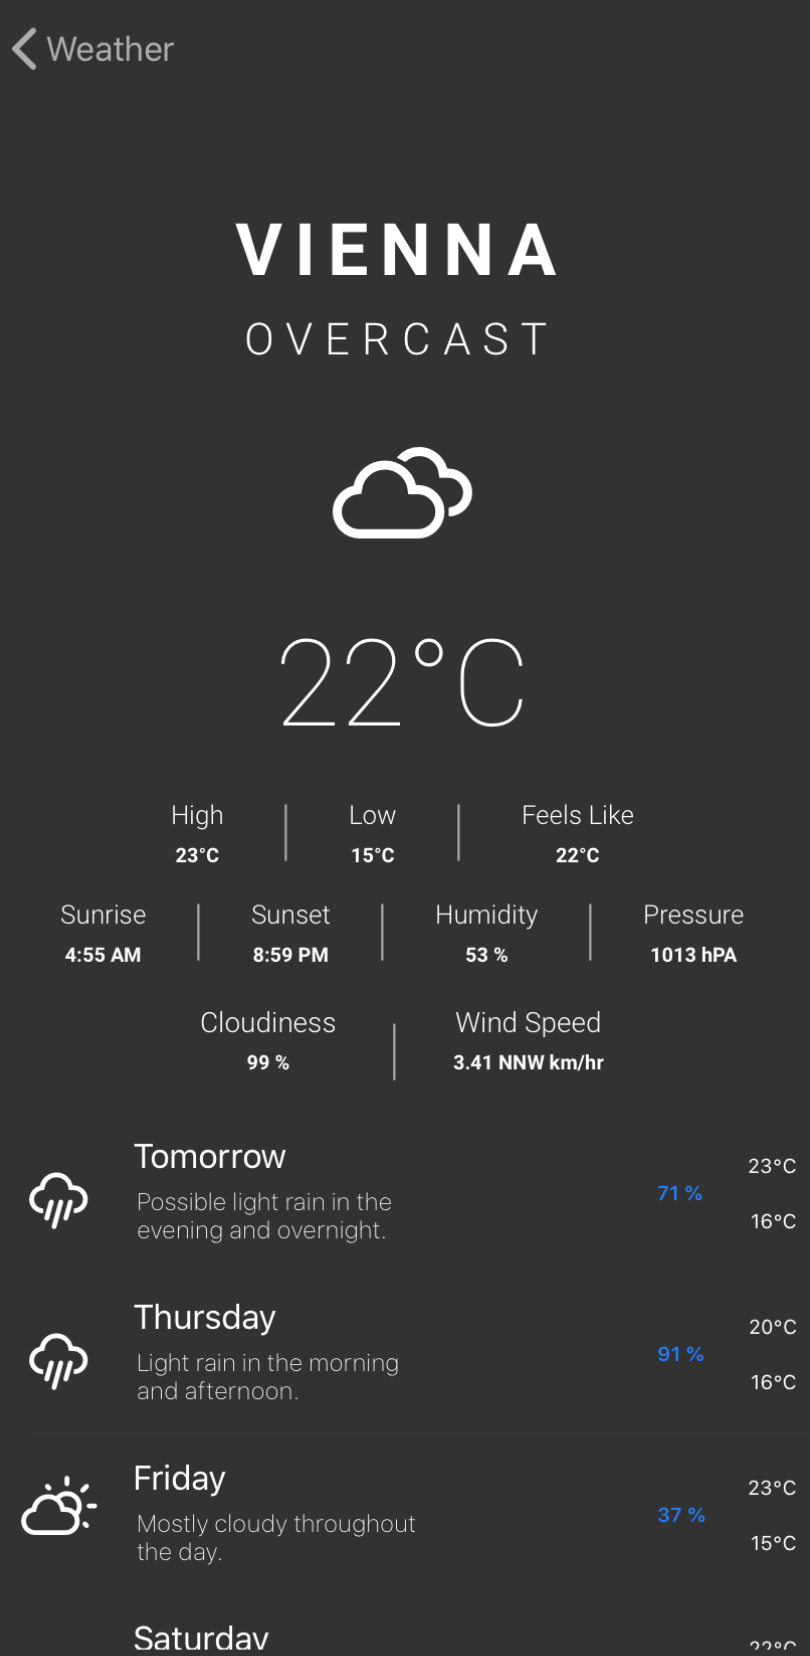 Weather
VIENNA
OVERCAST
22°C
High
Low
Feels Like
23°C
15°C
22°C
Sunrise
Sunset
Humidity
Pressure
4:55 AM
8:59 PM
53 %
1013 hPA
Cloudiness
Wind Speed
99 %
3.41 NNW km/hr
Tomorrow
Possible light rain in the
evening and overnight.
71 %
23°C
16°C
Thursday
Light rain in the morning
and afternoon.
91 %
20°C
16°C
Friday
Mostly cloudy throughout
the day.
37 %
23°C
15°C
Saturday
22°C